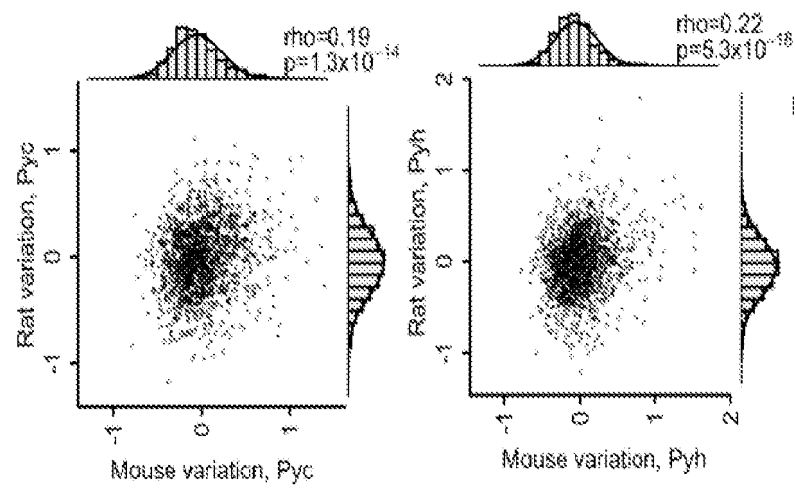 rho=0.19
p=1.3x10⁻¹⁴
Rat variation, Pyc
1
0
-1
-1
0
1
Mouse variation, Pyc
rho=0.22
p=5.3x10⁻¹⁸
Rat variation, Pyh
2
1
0
-1
-1
0
1
2
Mouse variation, Pyh